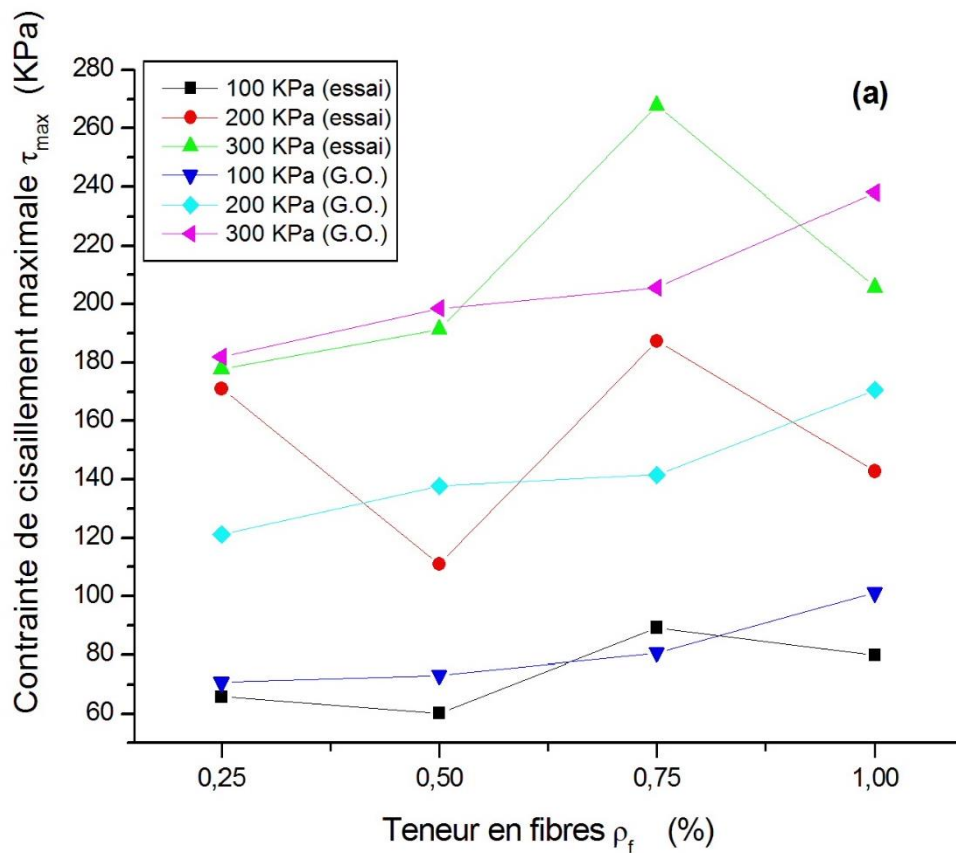 Contrainte de cisaillement maximale τmax (KPa)
280
260
240
220
200
180
160
140
120
100
80
60
100 KPa (essai)
200 KPa (essai)
300 KPa (essai)
100 KPa (G.O.)
200 KPa (G.O.)
300 KPa (G.O.)
(a)
0,25 0,50 0,75 1,00
Teneur en fibres ρf (%)